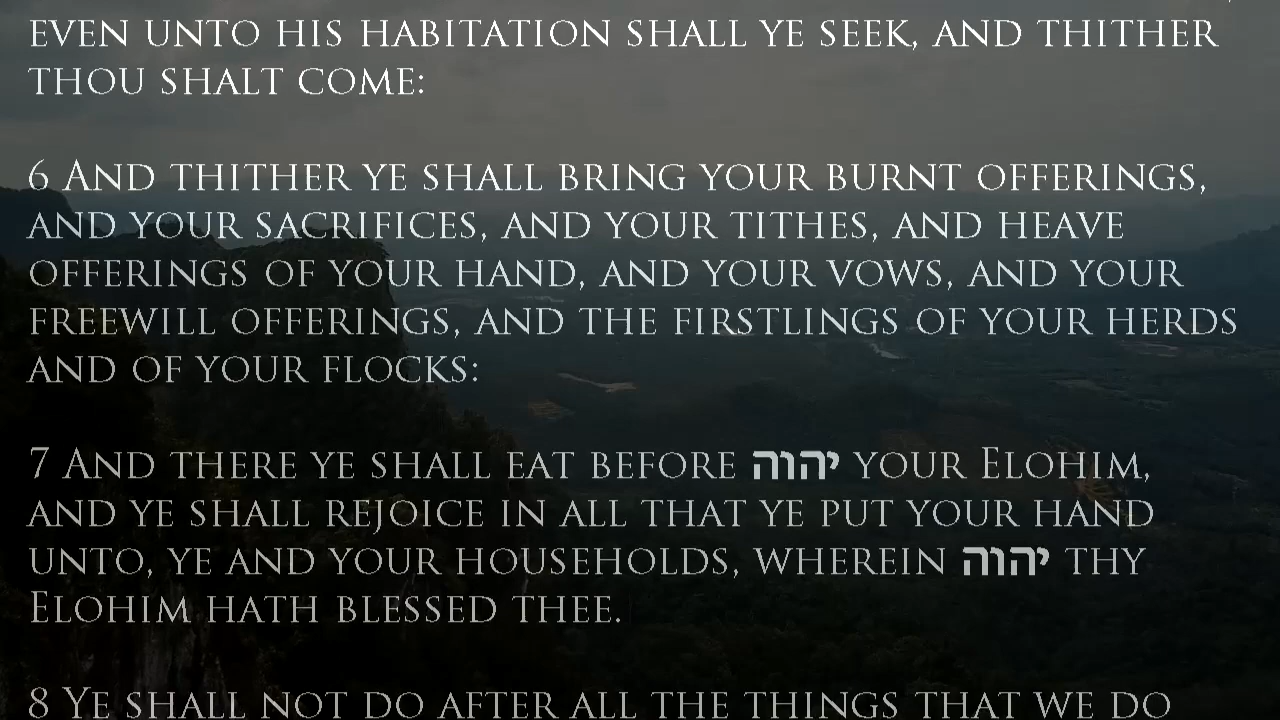 EVEN UNTO HIS HABITATION SHALL YE SEEK, AND THITHER
THOU SHALT COME:
6 AND THITHER YE SHALL BRING YOUR BURNT OFFERINGS,
AND YOUR SACRIFICES, AND YOUR TITHES, AND HEAVE
OFFERINGS OF YOUR HAND, AND YOUR VOWS, AND YOUR
FREEWILL OFFERINGS, AND THE FIRSTLINGS OF YOUR HERDS
AND OF YOUR FLOCKS:
7 AND THERE YE SHALL EAT BEFORE יהוה YOUR ELOHIM,
AND YE SHALL REJOICE IN ALL THAT YE PUT YOUR HAND
UNTO, YE AND YOUR HOUSEHOLDS, WHEREIN יהוה THY
ELOHIM HATH BLESSED THEE.
8 YE SHALL NOT DO AFTER ALL THE THINGS THAT WE DO